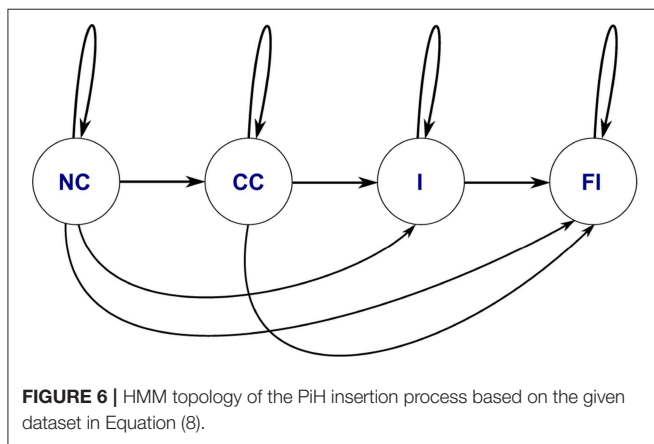 NC CC I FI
FIGURE 6 | HMM topology of the PiH insertion process based on the given
dataset in Equation (8).